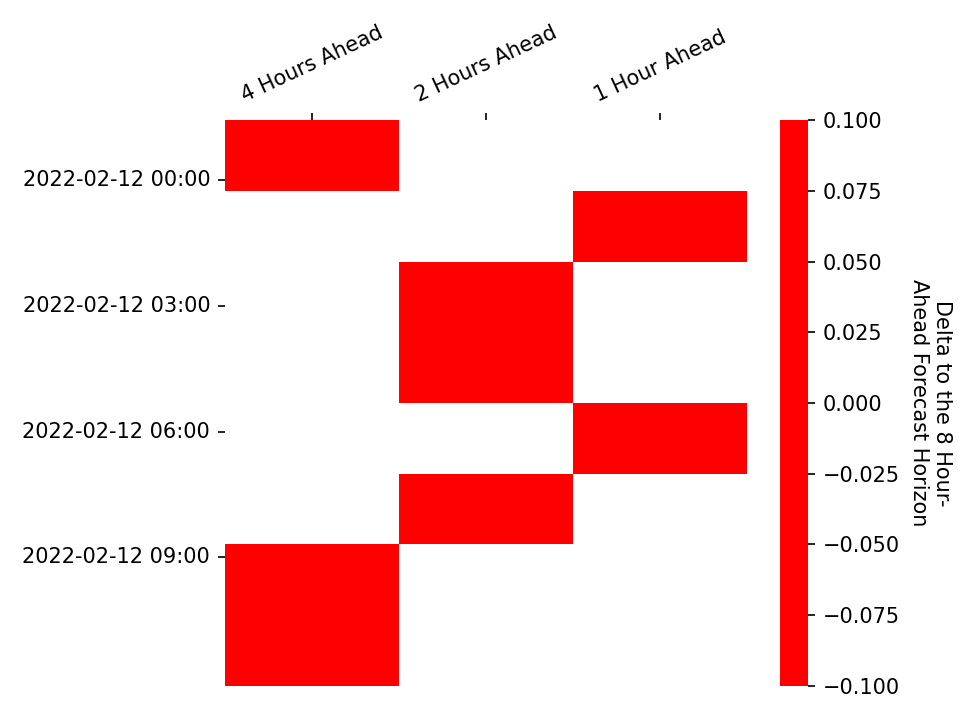 4 Hours Ahead
2 Hours Ahead
1 Hour Ahead
2022-02-12 00:00
2022-02-12 03:00
2022-02-12 06:00
2022-02-12 09:00
0.100
0.075
0.050
0.025
0.000
−0.025
−0.050
−0.075
−0.100
Delta to the 8 Hour-
Ahead Forecast Horizon